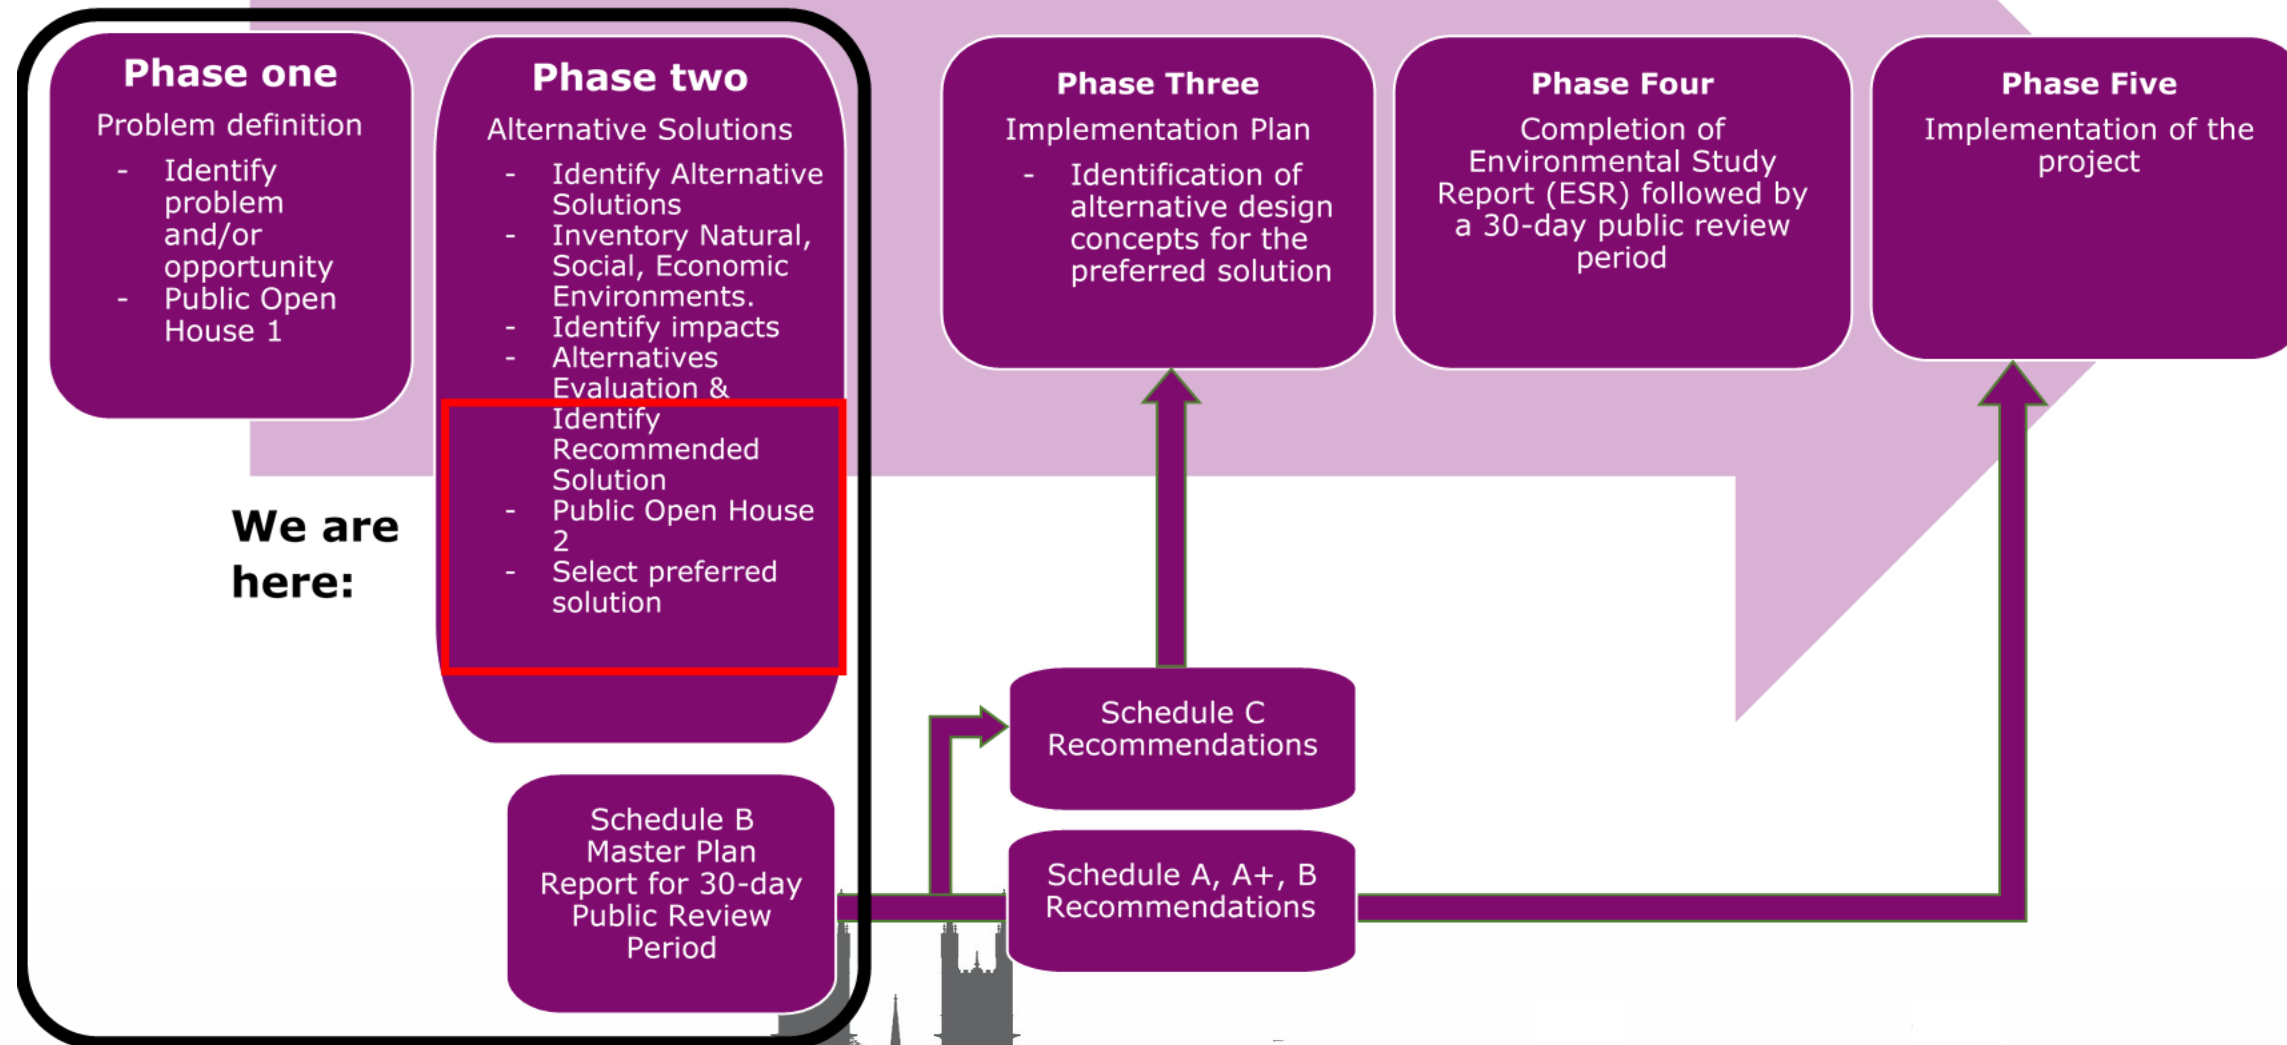 Phase one
Problem definition
- Identify
problem
and/or
opportunity
- Public Open
House 1
Phase two
Alternative Solutions
- Identify Alternative
Solutions
- Inventory Natural,
Social, Economic
Environments.
- Identify impacts
- Alternatives
Evaluation &
Identify
Recommended
Solution
- Public Open House
2
- Select preferred
solution
Phase Three
Implementation Plan
- Identification of
alternative design
concepts for the
preferred solution
Phase Four
Completion of
Environmental Study
Report (ESR) followed by
a 30-day public review
period
Phase Five
Implementation of the
project
We are
here:
Schedule C
Recommendations
Schedule B
Master Plan
Report for 30-day
Public Review
Period
Schedule A, A+, B
Recommendations